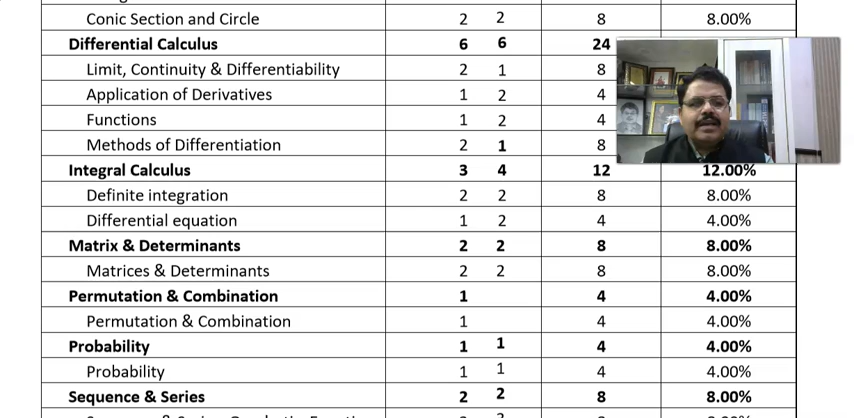 Conic Section and Circle 2 2 8 8.00%
Differential Calculus 6 6 24
Limit, Continuity & Differentiability 2 1 8
Application of Derivatives 1 2 4
Functions 1 2 4
Methods of Differentiation 2 1 8
Integral Calculus 3 4 12 12.00%
Definite integration 2 2 8 8.00%
Differential equation 1 2 4 4.00%
Matrix & Determinants 2 2 8 8.00%
Matrices & Determinants 2 2 8 8.00%
Permutation & Combination 1 4 4.00%
Permutation & Combination 1 4 4.00%
Probability 1 1 4 4.00%
Probability 1 1 4 4.00%
Sequence & Series 2 2 8 8.00%